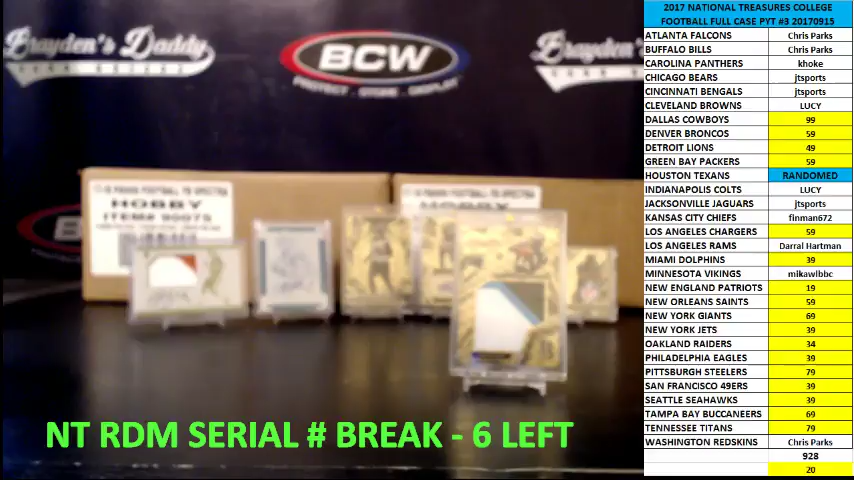 Brayden's Daddy
BCW
PROTECT · STORE · DISPLAY
Brayden's
HOBBY
ITEM# 90075
HOBBY
NT RDM SERIAL # BREAK - 6 LEFT
2017 NATIONAL TREASURES COLLEGE
FOOTBALL FULL CASE PYT #3 20170915
ATLANTA FALCONS Chris Parks
BUFFALO BILLS Chris Parks
CAROLINA PANTHERS khoke
CHICAGO BEARS jtsports
CINCINNATI BENGALS jtsports
CLEVELAND BROWNS LUCY
DALLAS COWBOYS 99
DENVER BRONCOS 59
DETROIT LIONS 49
GREEN BAY PACKERS 59
HOUSTON TEXANS RANDOMED
INDIANAPOLIS COLTS LUCY
JACKSONVILLE JAGUARS jtsports
KANSAS CITY CHIEFS finman672
LOS ANGELES CHARGERS 59
LOS ANGELES RAMS Darral Hartman
MIAMI DOLPHINS 39
MINNESOTA VIKINGS mikawlbbc
NEW ENGLAND PATRIOTS 19
NEW ORLEANS SAINTS 59
NEW YORK GIANTS 69
NEW YORK JETS 39
OAKLAND RAIDERS 34
PHILADELPHIA EAGLES 39
PITTSBURGH STEELERS 79
SAN FRANCISCO 49ERS 39
SEATTLE SEAHAWKS 39
TAMPA BAY BUCCANEERS 69
TENNESSEE TITANS 79
WASHINGTON REDSKINS Chris Parks
928
20